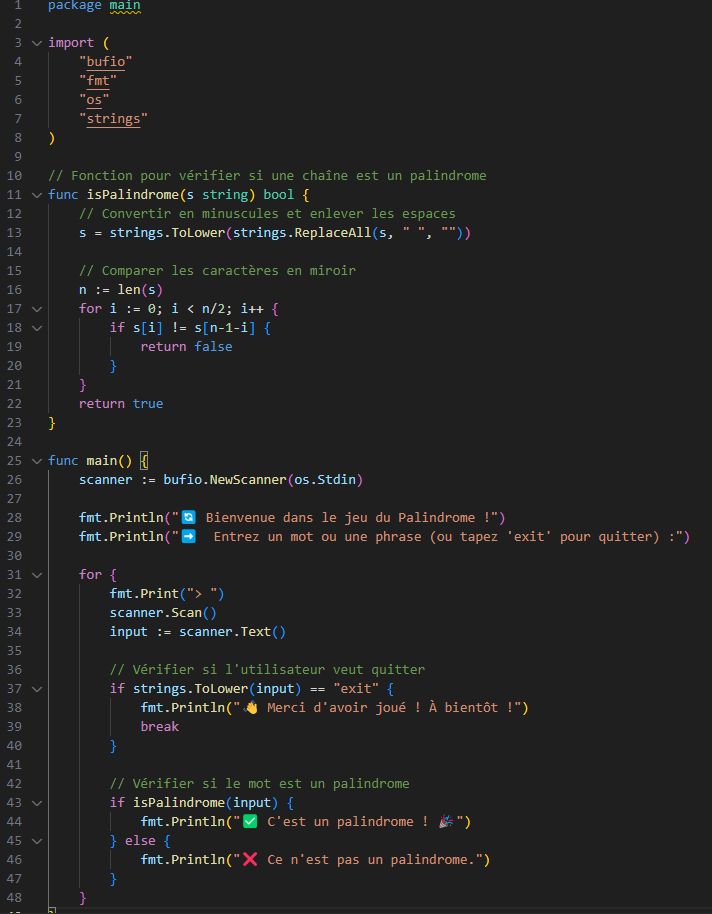 1 package main
2
3 import (
4 "bufio"
5 "fmt"
6 "os"
7 "strings"
8 )
9
10 // Fonction pour vérifier si une chaîne est un palindrome
11 func isPalindrome(s string) bool {
12 // Convertir en minuscules et enlever les espaces
13 s = strings.ToLower(strings.ReplaceAll(s, " ", ""))
14
15 // Comparer les caractères en miroir
16 n := len(s)
17 for i := 0; i < n/2; i++ {
18 if s[i] != s[n-1-i] {
19 return false
20 }
21 }
22 return true
23 }
24
25 func main() {
26 scanner := bufio.NewScanner(os.Stdin)
27
28 fmt.Println("🔄 Bienvenue dans le jeu du Palindrome !")
29 fmt.Println("➡️  Entrez un mot ou une phrase (ou tapez 'exit' pour quitter) :")
30
31 for {
32 fmt.Print("> ")
33 scanner.Scan()
34 input := scanner.Text()
35
36 // Vérifier si l'utilisateur veut quitter
37 if strings.ToLower(input) == "exit" {
38 fmt.Println("👋 Merci d'avoir joué ! À bientôt !")
39 break
40 }
41
42 // Vérifier si le mot est un palindrome
43 if isPalindrome(input) {
44 fmt.Println("✅ C'est un palindrome ! 🎉")
45 } else {
46 fmt.Println("❌ Ce n'est pas un palindrome.")
47 }
48 }